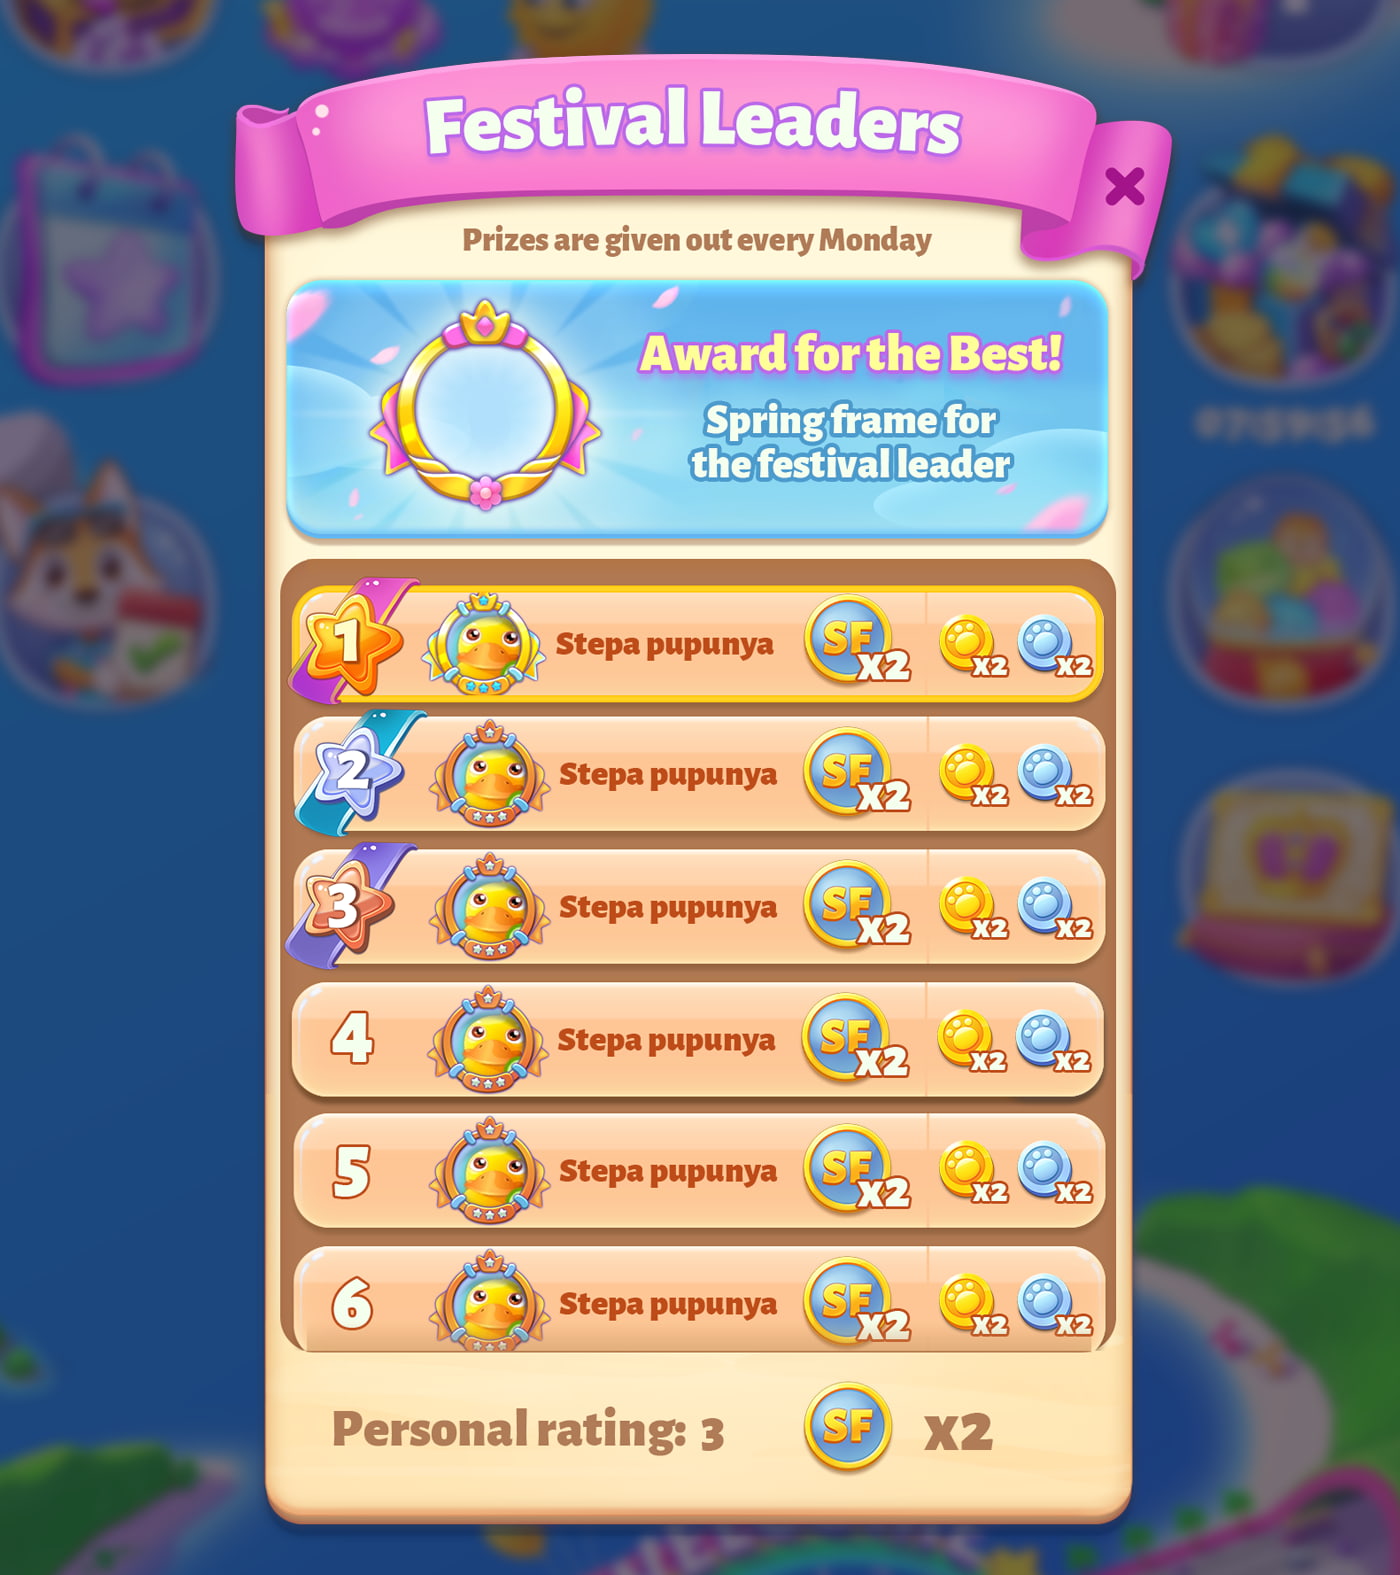 Festival Leaders
Prizes are given out every Monday
Award for the Best!
Spring frame for
the festival leader
1 Stepa pupunya SF x2 x2 x2
2 Stepa pupunya SF x2 x2 x2
3 Stepa pupunya SF x2 x2 x2
4 Stepa pupunya SF x2 x2 x2
5 Stepa pupunya SF x2 x2 x2
6 Stepa pupunya SF x2 x2 x2
Personal rating: 3 SF x2